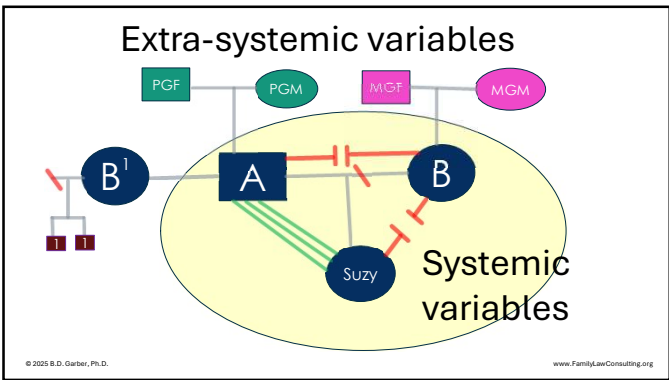 Extra-systemic variables
PGF
PGM
MGF
MGM
B1
A
B
1 1
Suzy
Systemic
variables
© 2025 B.D. Garber, Ph.D.
www.FamilyLawConsulting.org